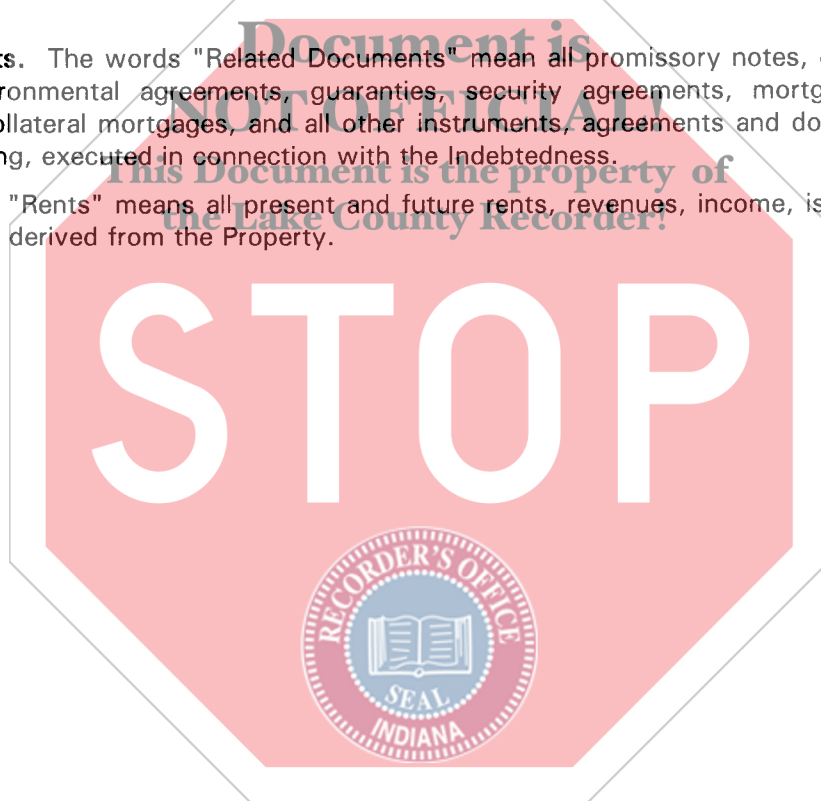 Document is
ts. The words "Related Documents" mean all promissory notes,
ronmental agreements, guaranties, security agreements, mortg
NOT OFFICIAL!
ollateral mortgages, and all other instruments, agreements and do
ng, executed in connection with the Indebtedness.
This Document is the property of
"Rents" means all present and future rents, revenues, income, is
the Lake County Recorder!
derived from the Property.
STOP
RECORDER'S OFFICE
SEAL
INDIANA